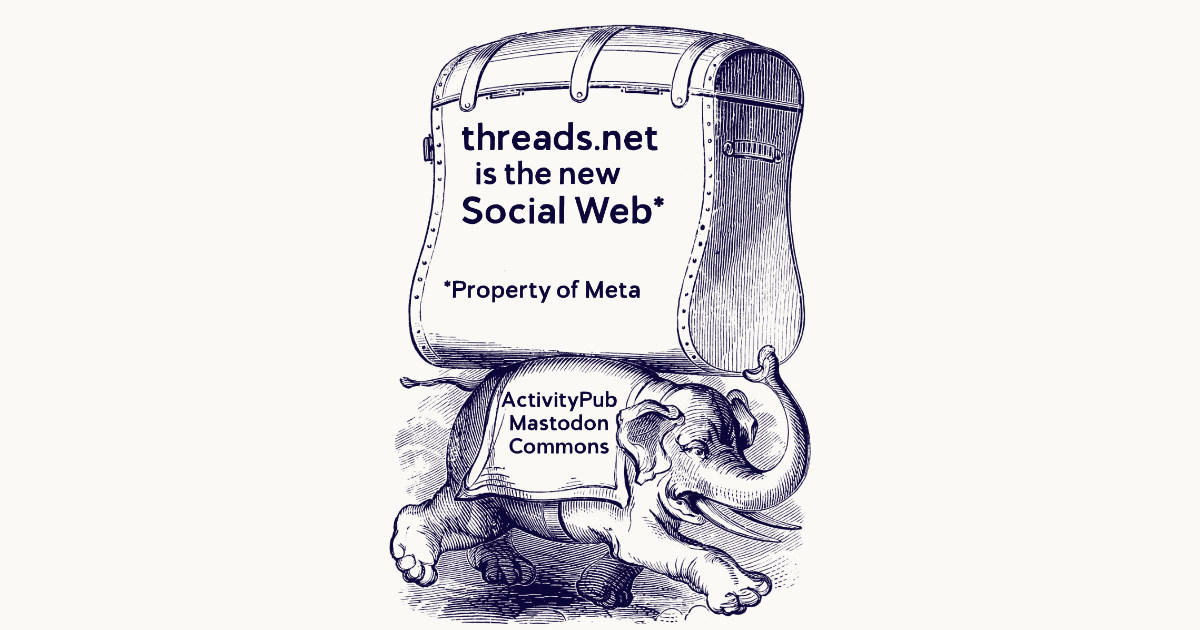 threads.net
is the new
Social Web*
*Property of Meta
ActivityPub
Mastodon
Commons